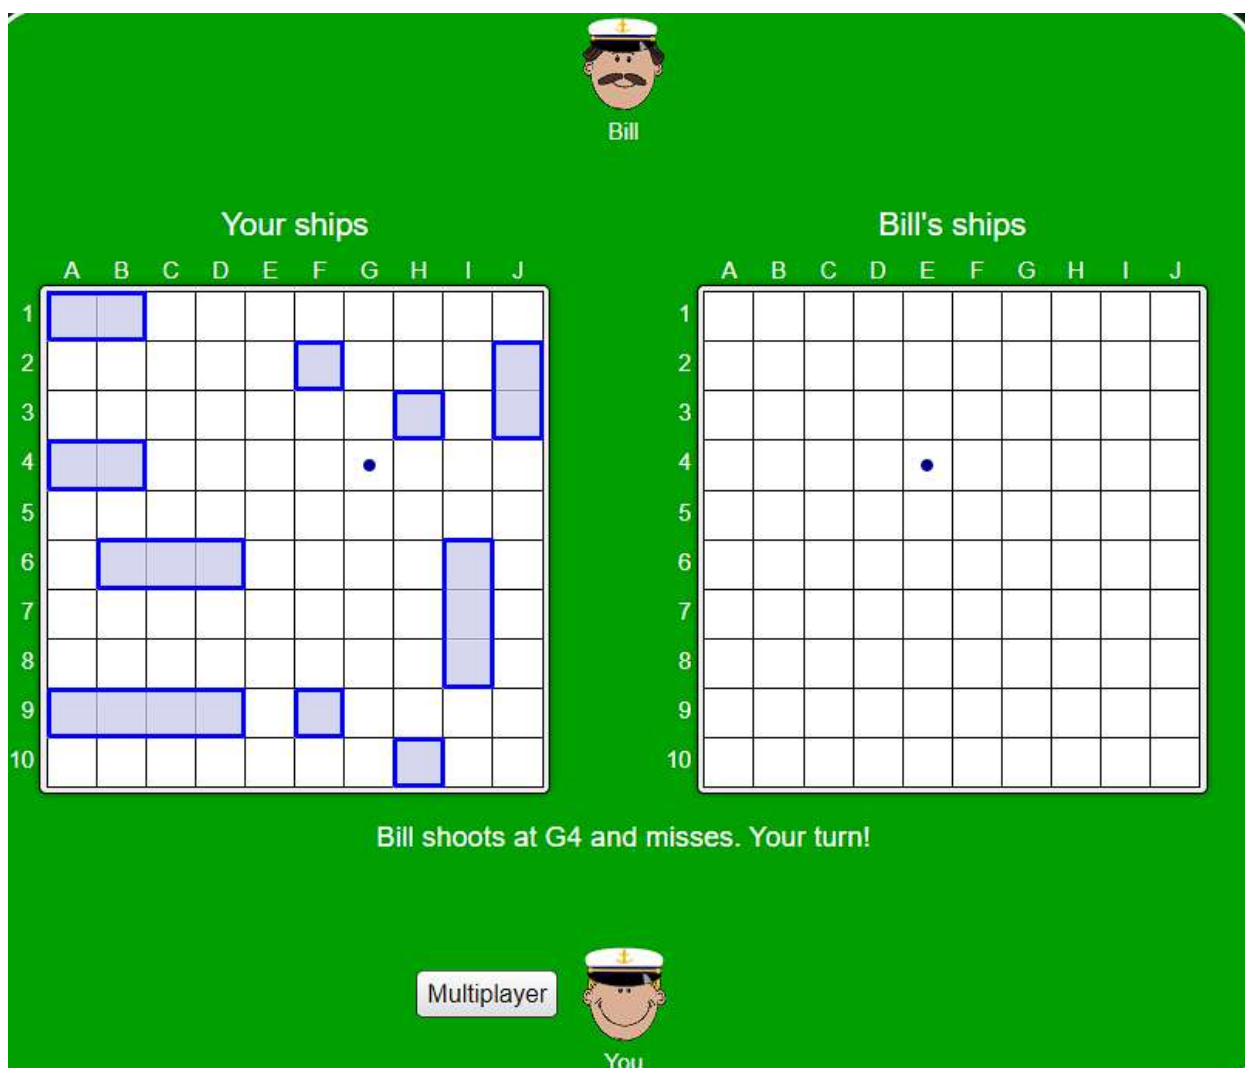 Bill
Your ships
Bill's ships
A B C D E F G H I J
A B C D E F G H I J
1
2
3
4
5
6
7
8
9
10
1
2
3
4
5
6
7
8
9
10
Bill shoots at G4 and misses. Your turn!
Multiplayer
You